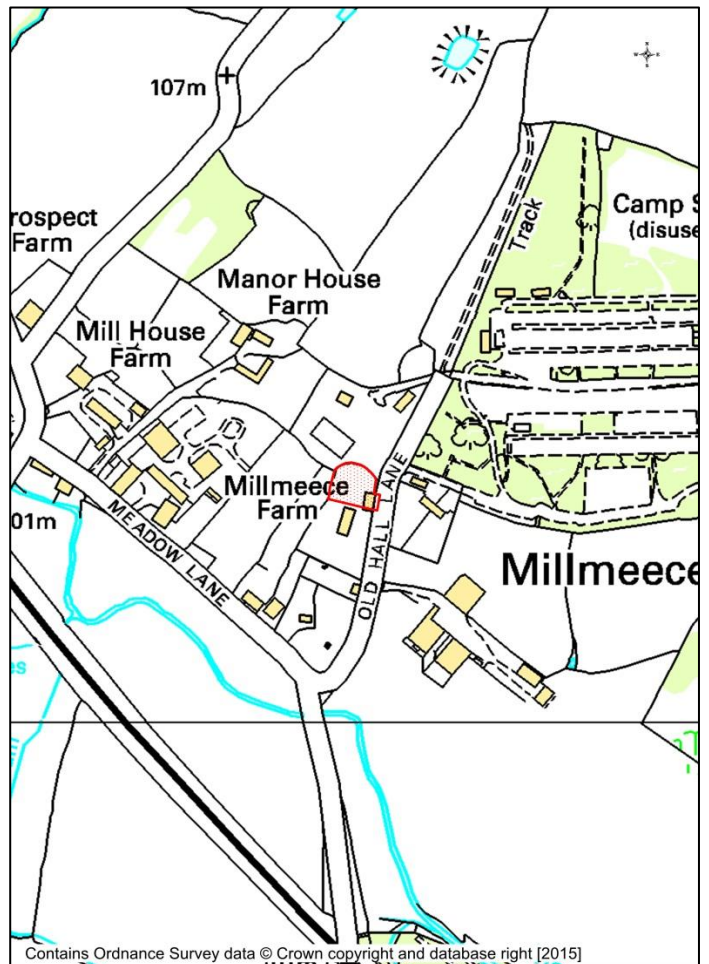 107m
rospect
Farm
Manor House
Farm
Mill House
Farm
Track
Camp S
(disuse
Millmeece
Farm
01m
MEADOW LANE
OLD HALL LANE
Millmeece
es
Contains Ordnance Survey data © Crown copyright and database right [2015]